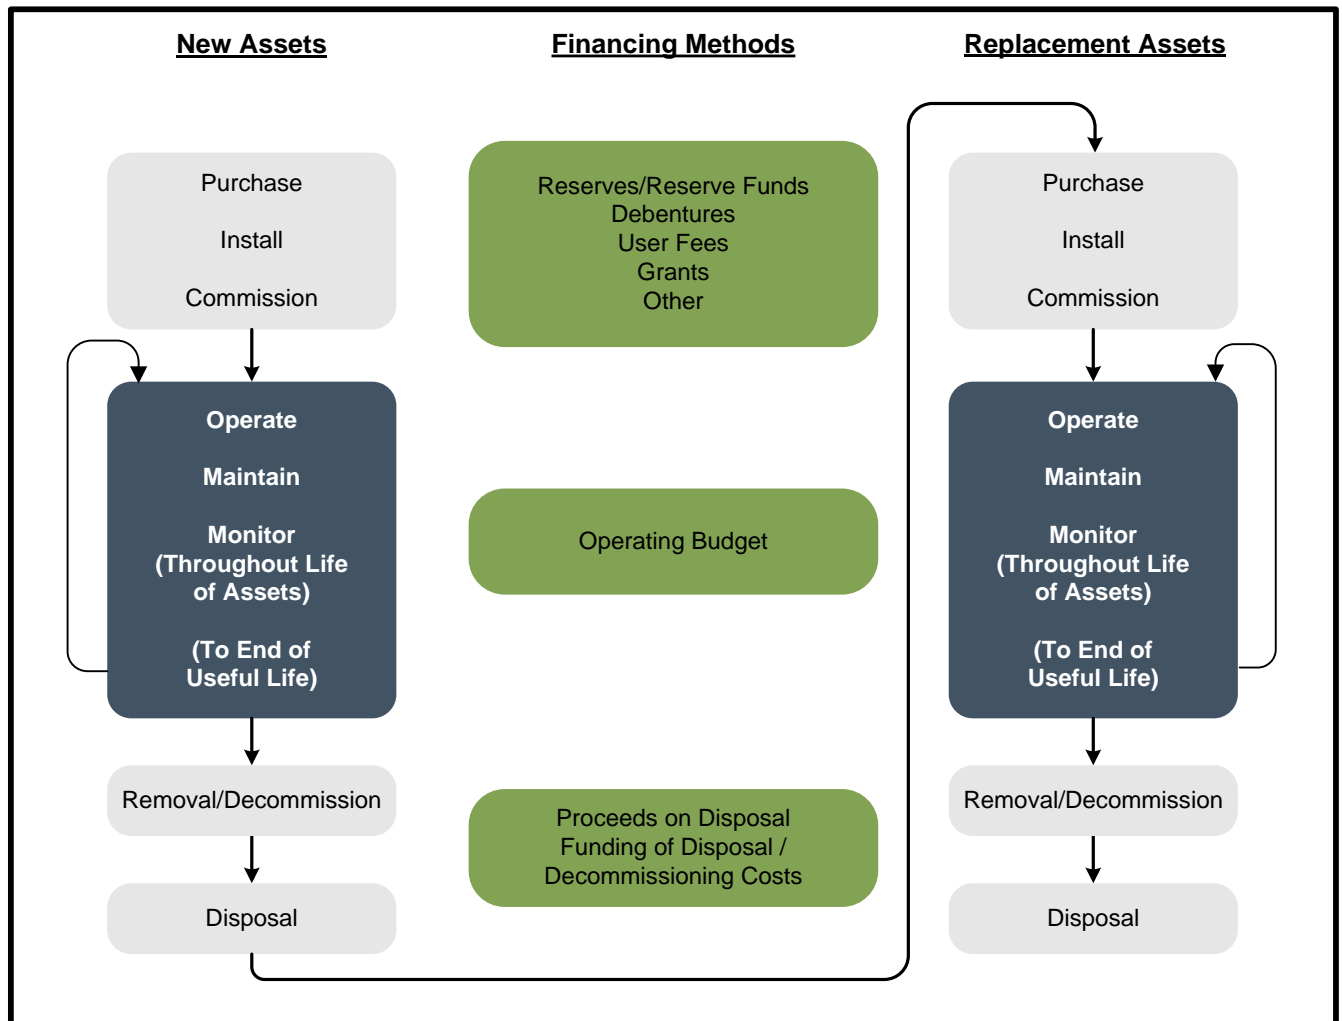 New Assets
Purchase
Install
Commission
Operate
Maintain
Monitor
(Throughout Life
of Assets)
(To End of
Useful Life)
Removal/Decommission
Disposal
Financing Methods
Reserves/Reserve Funds
Debentures
User Fees
Grants
Other
Operating Budget
Proceeds on Disposal
Funding of Disposal /
Decommissioning Costs
Replacement Assets
Purchase
Install
Commission
Operate
Maintain
Monitor
(Throughout Life
of Assets)
(To End of
Useful Life)
Removal/Decommission
Disposal